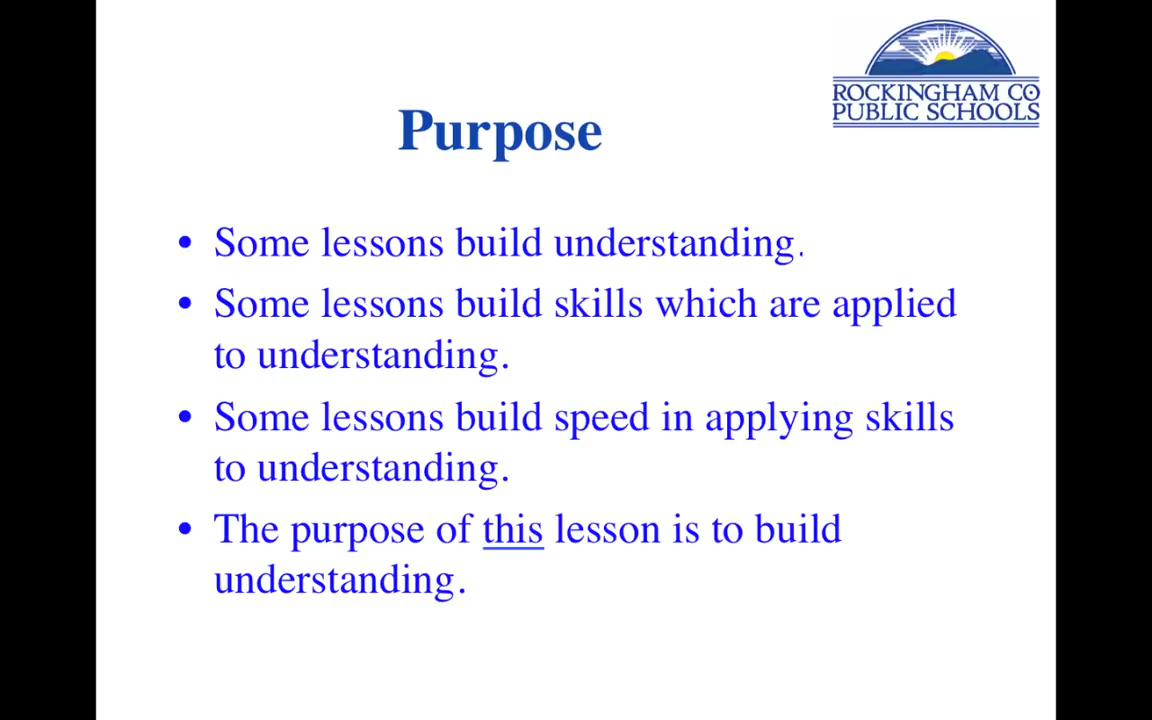 ROCKINGHAM CO
PUBLIC SCHOOLS
Purpose
• Some lessons build understanding.
• Some lessons build skills which are applied
to understanding.
• Some lessons build speed in applying skills
to understanding.
• The purpose of this lesson is to build
understanding.